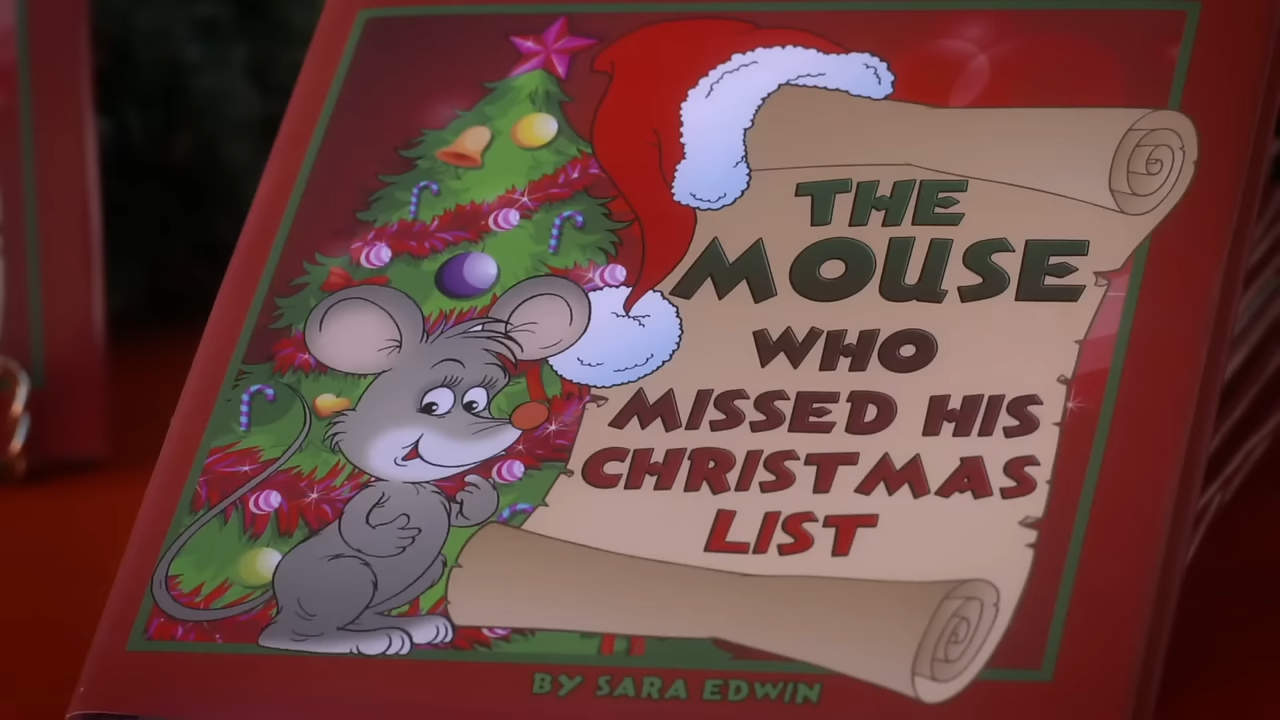 THE
MOUSE
WHO
MISSED HIS
CHRISTMAS
LIST
BY SARA EDWIN